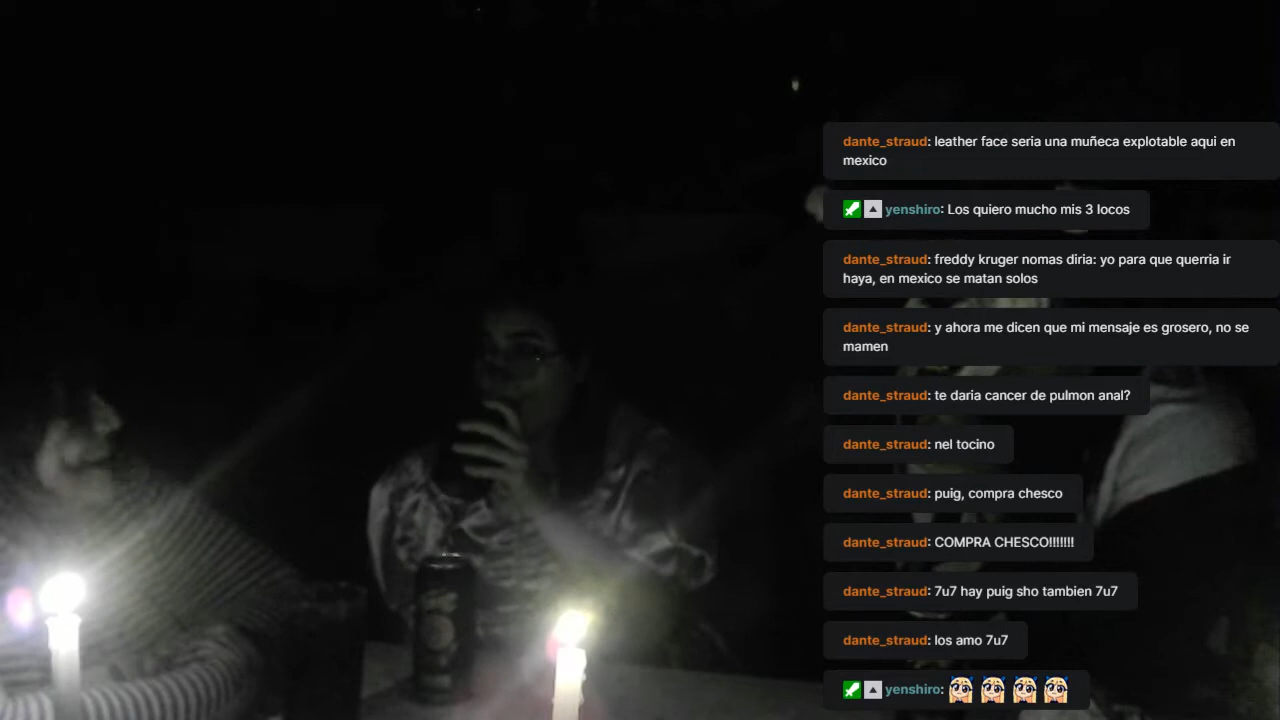 dante_straud: leather face seria una muñeca explotable aqui en
mexico
yenshiro: Los quiero mucho mis 3 locos
dante_straud: freddy kruger nomas diria: yo para que querria ir
haya, en mexico se matan solos
dante_straud: y ahora me dicen que mi mensaje es grosero, no se
mamen
dante_straud: te daria cancer de pulmon anal?
dante_straud: nel tocino
dante_straud: puig, compra chesco
dante_straud: COMPRA CHESCO!!!!!!!
dante_straud: 7u7 hay puig sho tambien 7u7
dante_straud: los amo 7u7
yenshiro: